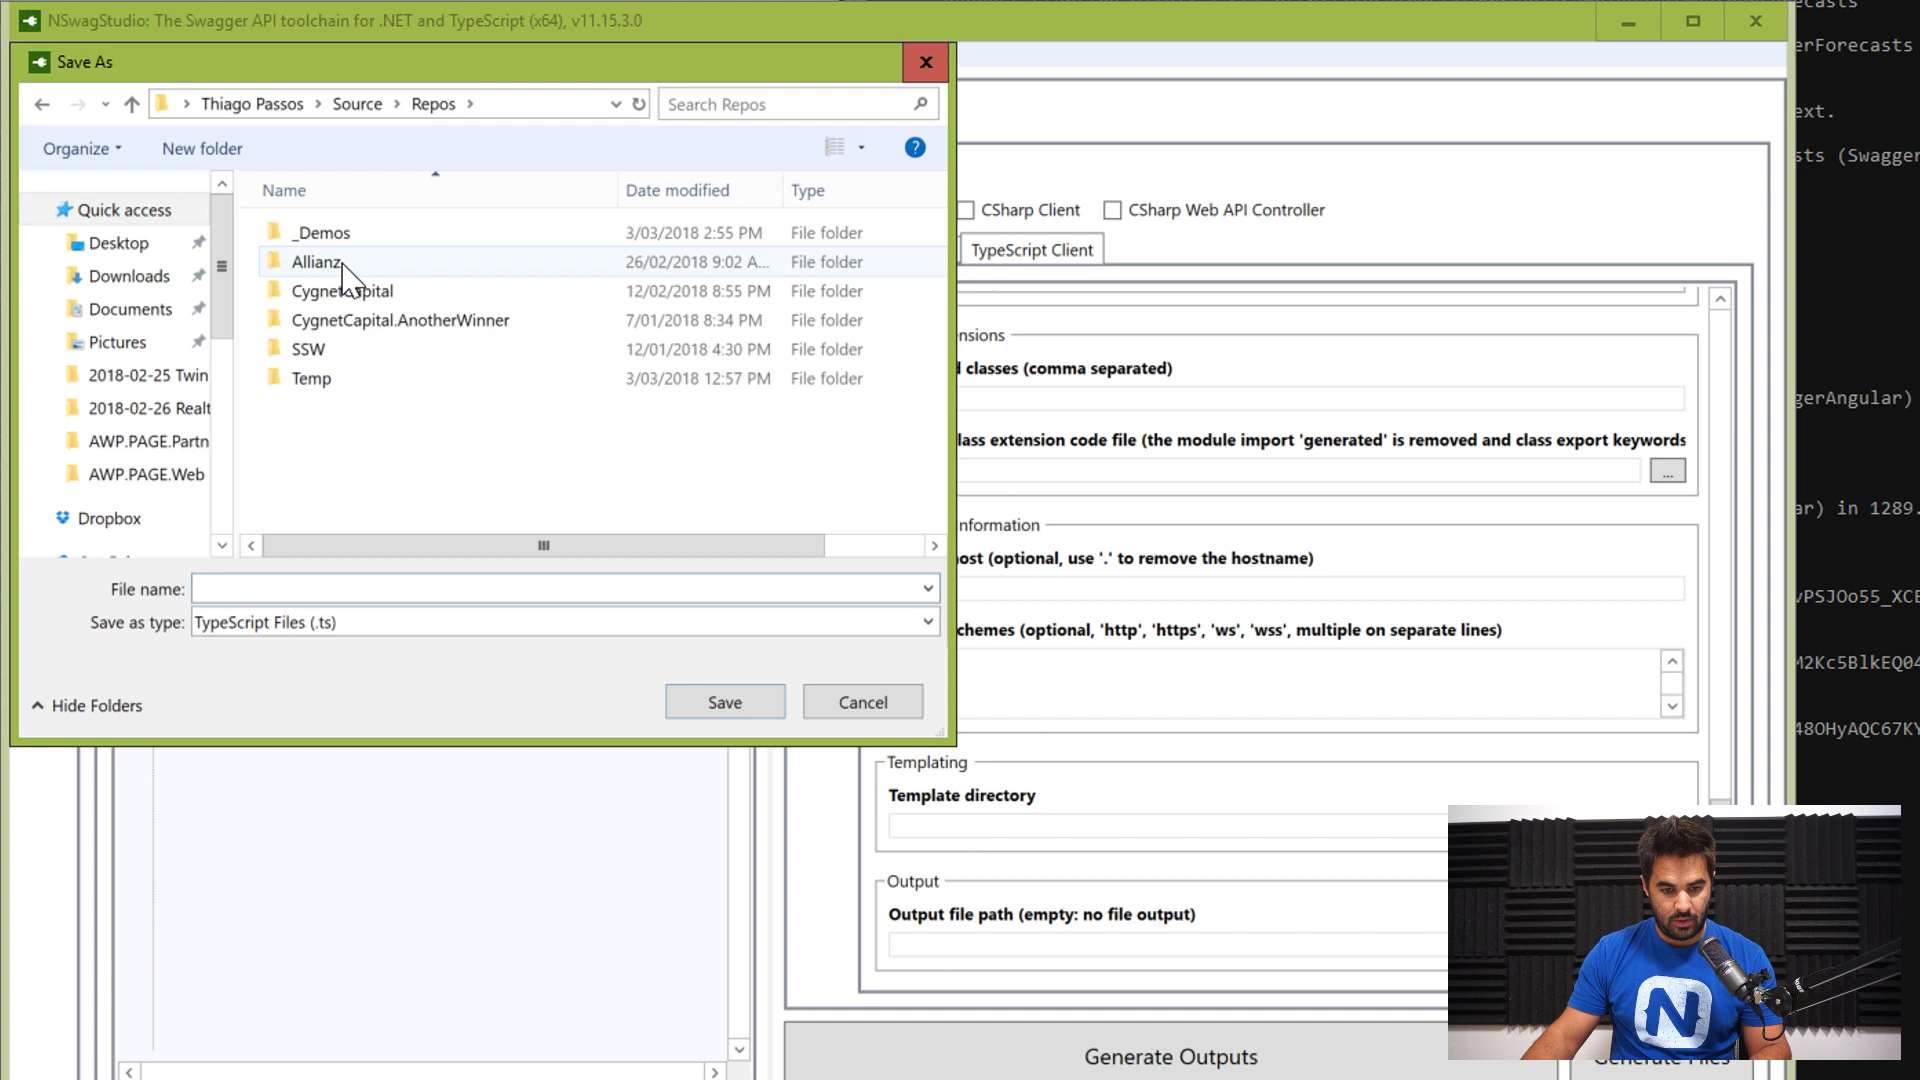 NSwagStudio: The Swagger API toolchain for .NET and TypeScript (x64), v11.15.3.0
Save As
Thiago Passos > Source > Repos >
Search Repos
Organize
New folder
Name
Date modified
Type
Quick access
Desktop
Downloads
Documents
Pictures
2018-02-25 Twin
2018-02-26 Realt
AWP.PAGE.Partn
AWP.PAGE.Web
Dropbox
_Demos 3/03/2018 2:55 PM File folder
Allianz 26/02/2018 9:02 A... File folder
CygnetCapital 12/02/2018 8:55 PM File folder
CygnetCapital.AnotherWinner 7/01/2018 8:34 PM File folder
SSW 12/01/2018 4:30 PM File folder
Temp 3/03/2018 12:57 PM File folder
File name:
Save as type: TypeScript Files (.ts)
Hide Folders
Save
Cancel
CSharp Client
CSharp Web API Controller
TypeScript Client
nsions
d classes (comma separated)
lass extension code file (the module import 'generated' is removed and class export keywords
...
nformation
ost (optional, use '.' to remove the hostname)
chemes (optional, 'http', 'https', 'ws', 'wss', multiple on separate lines)
Templating
Template directory
Output
Output file path (empty: no file output)
Generate Outputs
erForecasts
ext.
sts (Swagger
gerAngular)
ar) in 1289.
vPSJOo55_XCE
M2Kc5BlkEQ04
48OHyAQC67KY
N